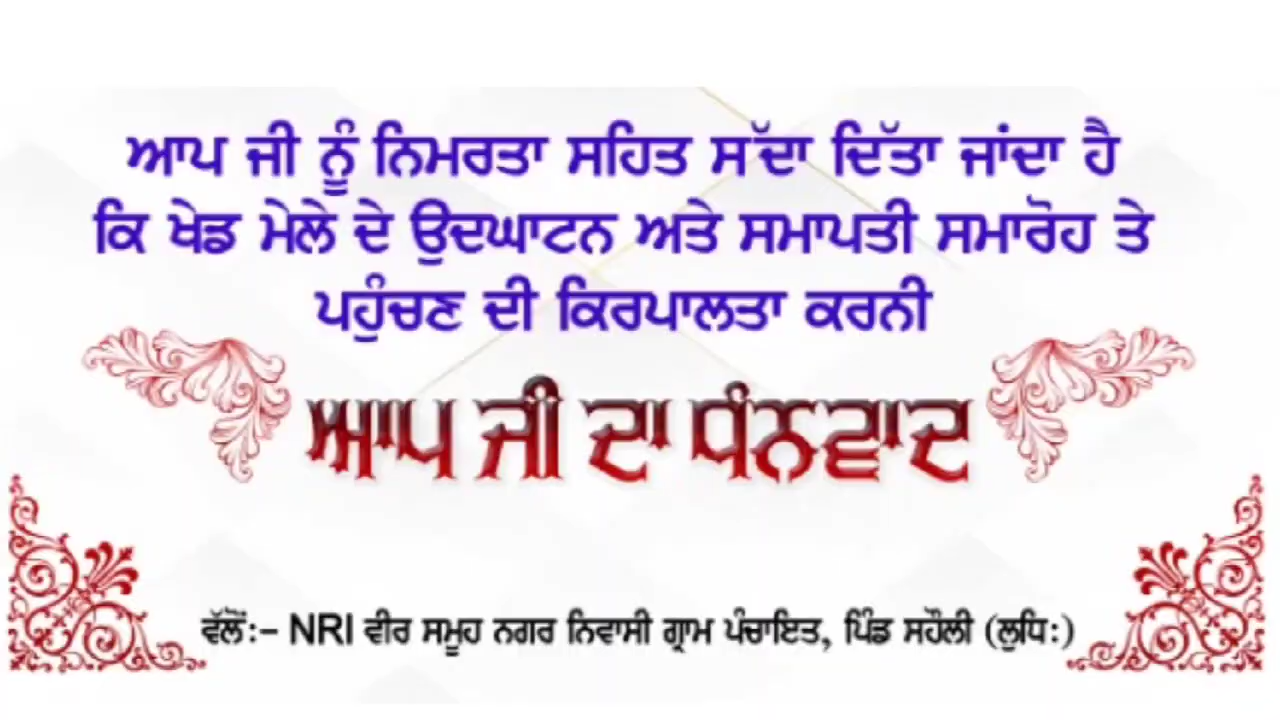 ਆਪ ਜੀ ਨੂੰ ਨਿਮਰਤਾ ਸਹਿਤ ਸੱਦਾ ਦਿੱਤਾ ਜਾਂਦਾ ਹੈ
ਕਿ ਖੇਡ ਮੇਲੇ ਦੇ ਉਦਘਾਟਨ ਅਤੇ ਸਮਾਪਤੀ ਸਮਾਰੋਹ ਤੇ
ਪਹੁੰਚਣ ਦੀ ਕਿਰਪਾਲਤਾ ਕਰਨੀ
ਆਪ ਜੀ ਦਾ ਧੰਨਵਾਦ
ਵੱਲੋਂ:- NRI ਵੀਰ ਸਮੂਹ ਨਗਰ ਨਿਵਾਸੀ ਗ੍ਰਾਮ ਪੰਚਾਇਤ, ਪਿੰਡ ਸਹੌਲੀ (ਲੁਧਿ:)